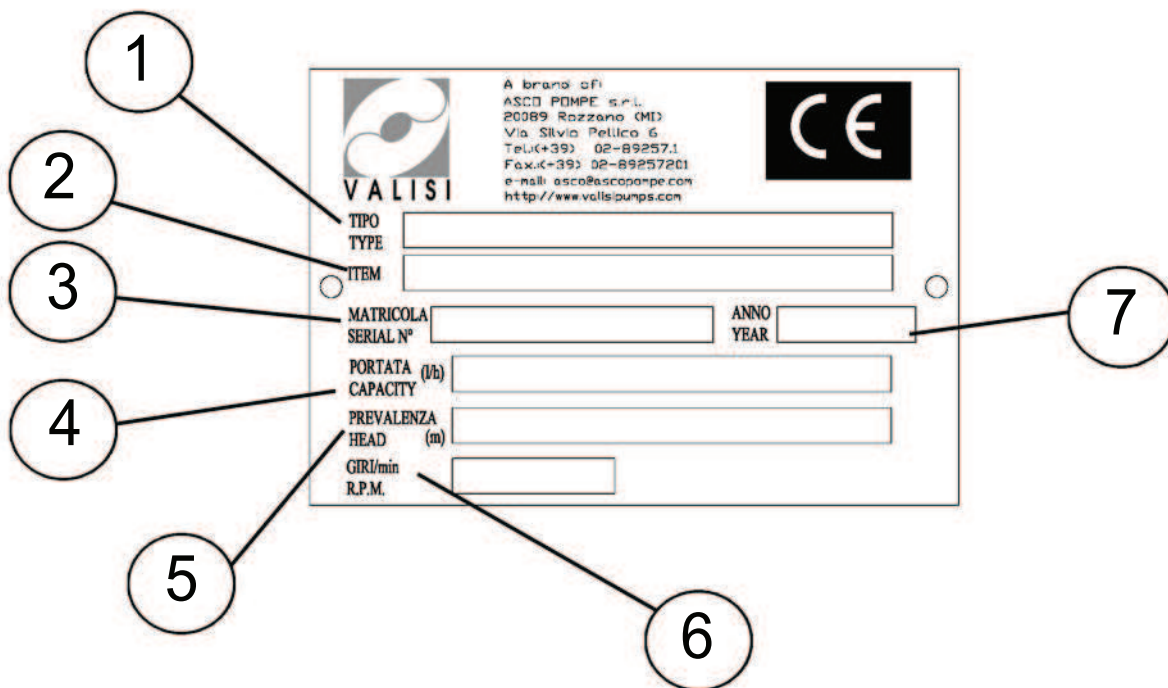 1
2
3
4
5
6
7
VALISI
A brand of:
ASCO POMPE s.r.l.
20089 Rozzano (MI)
Via Silvio Pellico 6
Tel.:(+39) 02-89257.1
Fax.:(+39) 02-89257201
e-mail: asco@ascopompe.com
http://www.valisipumps.com
CE
TIPO
TYPE
ITEM
MATRICOLA
SERIAL Nº
ANNO
YEAR
PORTATA (l/h)
CAPACITY
PREVALENZA
HEAD (m)
GIRI/min
R.P.M.